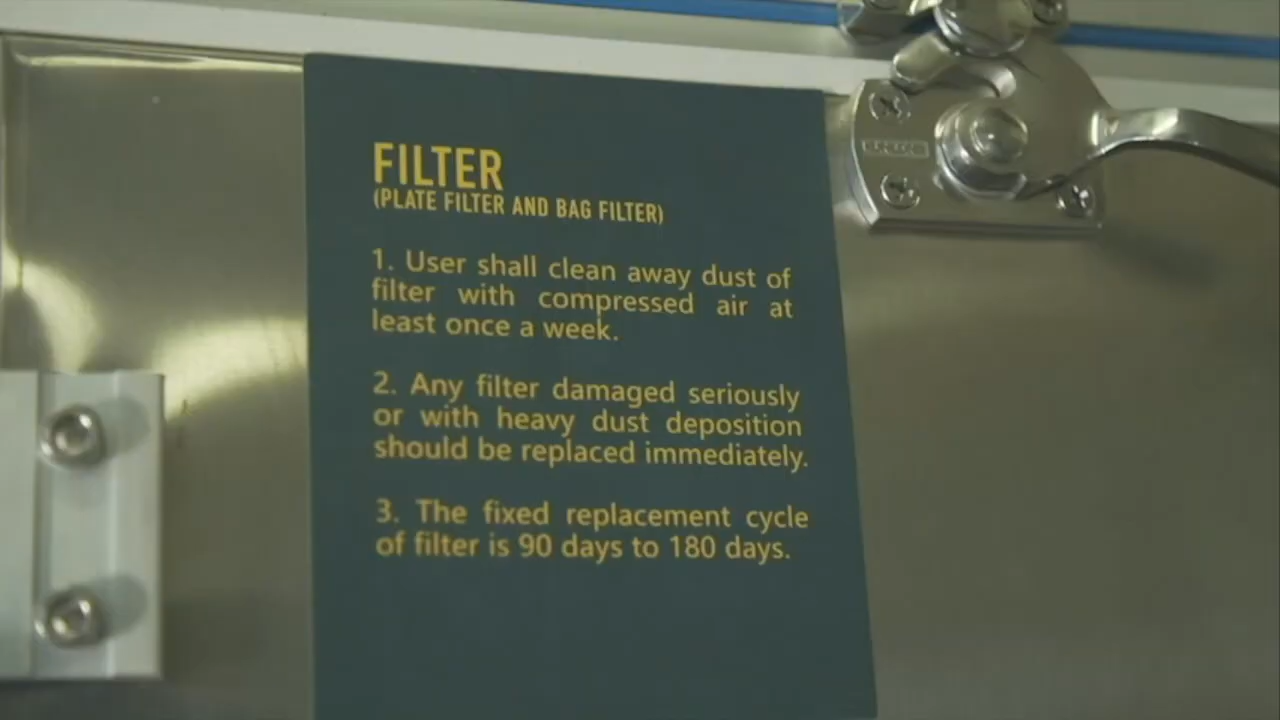 FILTER
(PLATE FILTER AND BAG FILTER)
1. User shall clean away dust of
filter with compressed air at
least once a week.
2. Any filter damaged seriously
or with heavy dust deposition
should be replaced immediately.
3. The fixed replacement cycle
of filter is 90 days to 180 days.